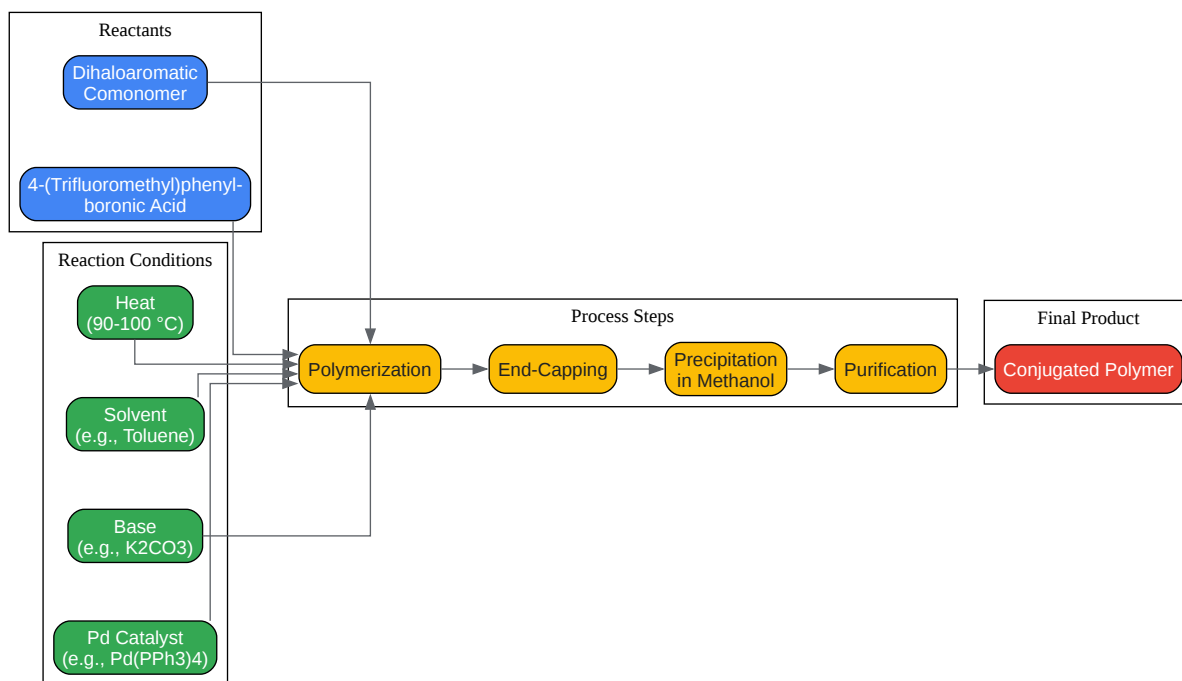 Reactants
Dihaloaromatic
Comonomer
4-(Trifluoromethyl)phenyl-
boronic Acid
Reaction Conditions
Heat
(90-100 °C)
Solvent
(e.g., Toluene)
Base
(e.g., K2CO3)
Pd Catalyst
(e.g., Pd(PPh3)4)
Process Steps
Polymerization
End-Capping
Precipitation
in Methanol
Purification
Final Product
Conjugated Polymer